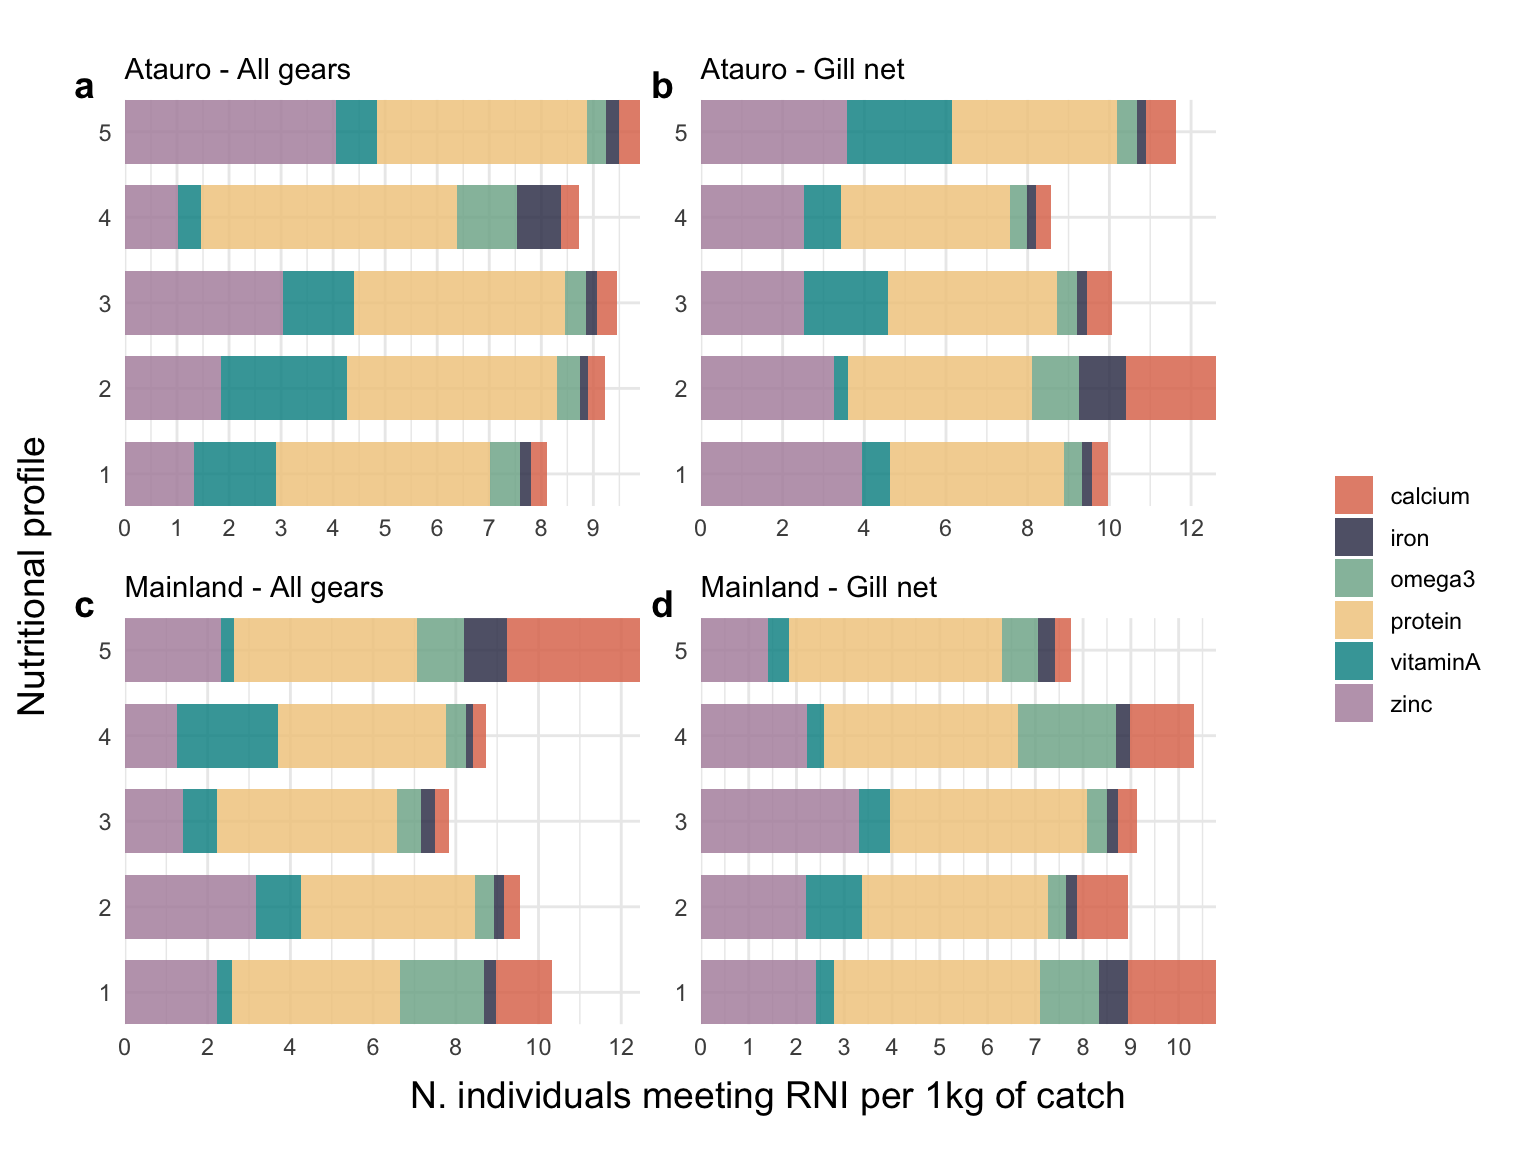 a
Atauro - All gears
5
4
3
2
1
0 1 2 3 4 5 6 7 8 9
b
Atauro - Gill net
5
4
3
2
1
0 2 4 6 8 10 12
c
Mainland - All gears
5
4
3
2
1
0 2 4 6 8 10 12
d
Mainland - Gill net
5
4
3
2
1
0 1 2 3 4 5 6 7 8 9 10
Nutritional profile
N. individuals meeting RNI per 1kg of catch
calcium
iron
omega3
protein
vitaminA
zinc